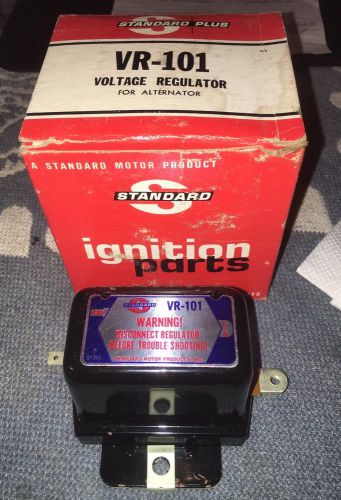 STANDARD PLUS
VR-101
VOLTAGE REGULATOR
FOR ALTERNATOR
A STANDARD MOTOR PRODUCT
STANDARD
ignition
parts
STANDARD VR-101
WARNING!
DISCONNECT REGULATOR
BEFORE TROUBLE SHOOTING!
STANDARD MOTOR PRODUCTS, INC.